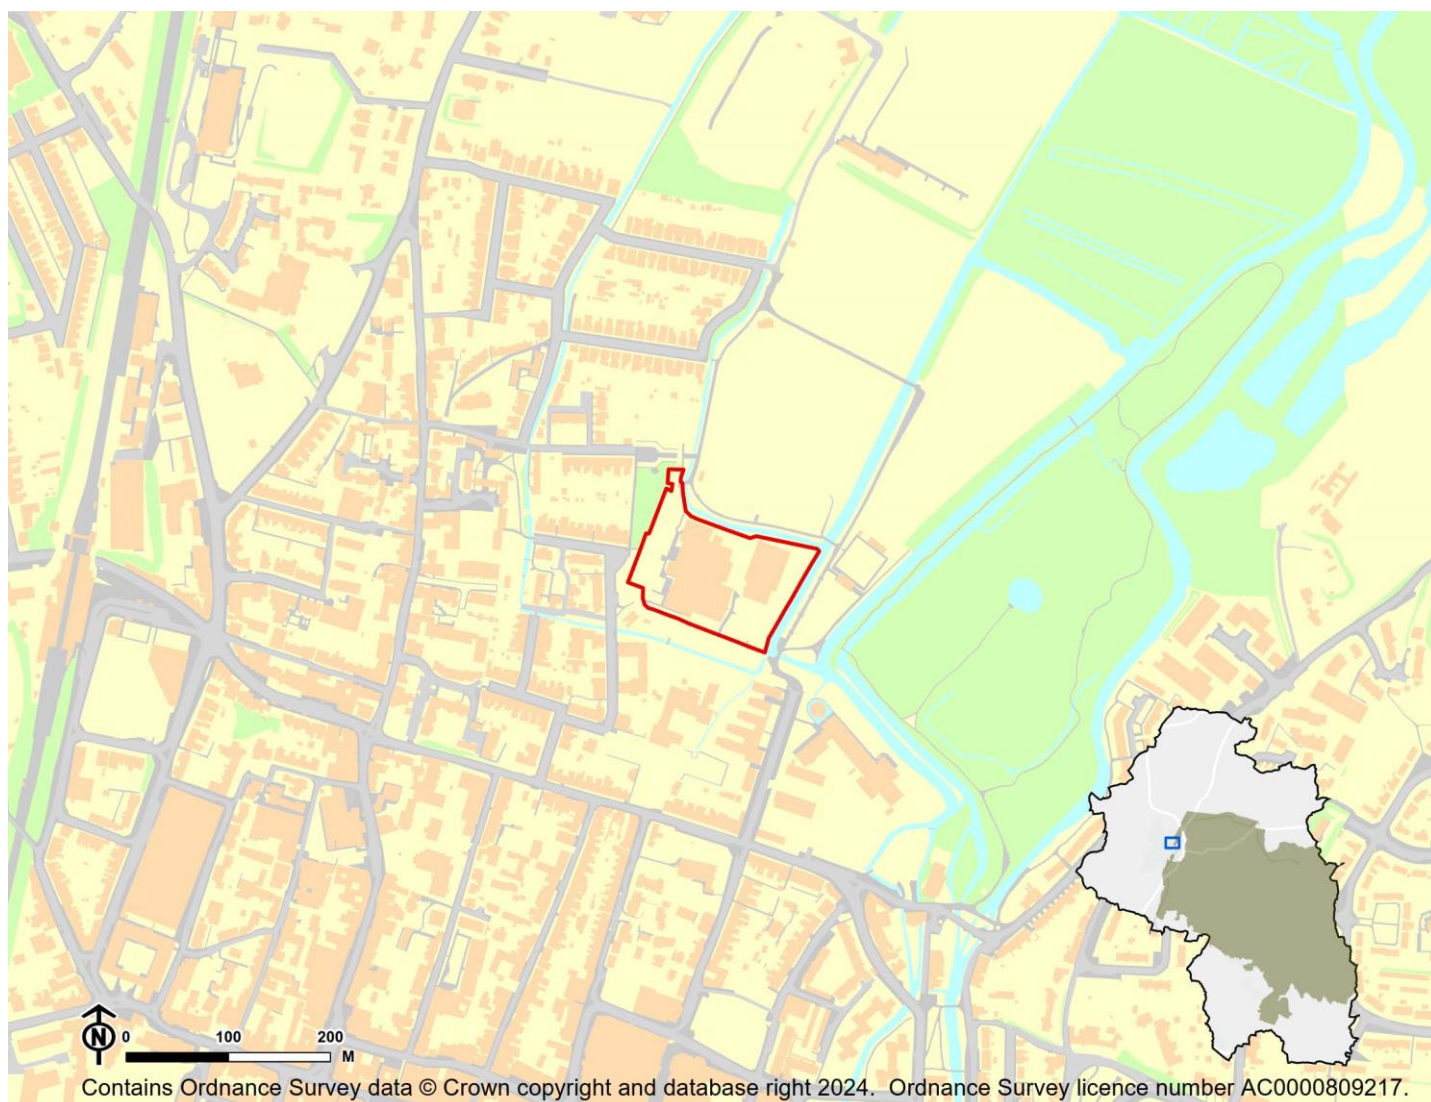 N
0 100 200
M
Contains Ordnance Survey data © Crown copyright and database right 2024. Ordnance Survey licence number AC0000809217.